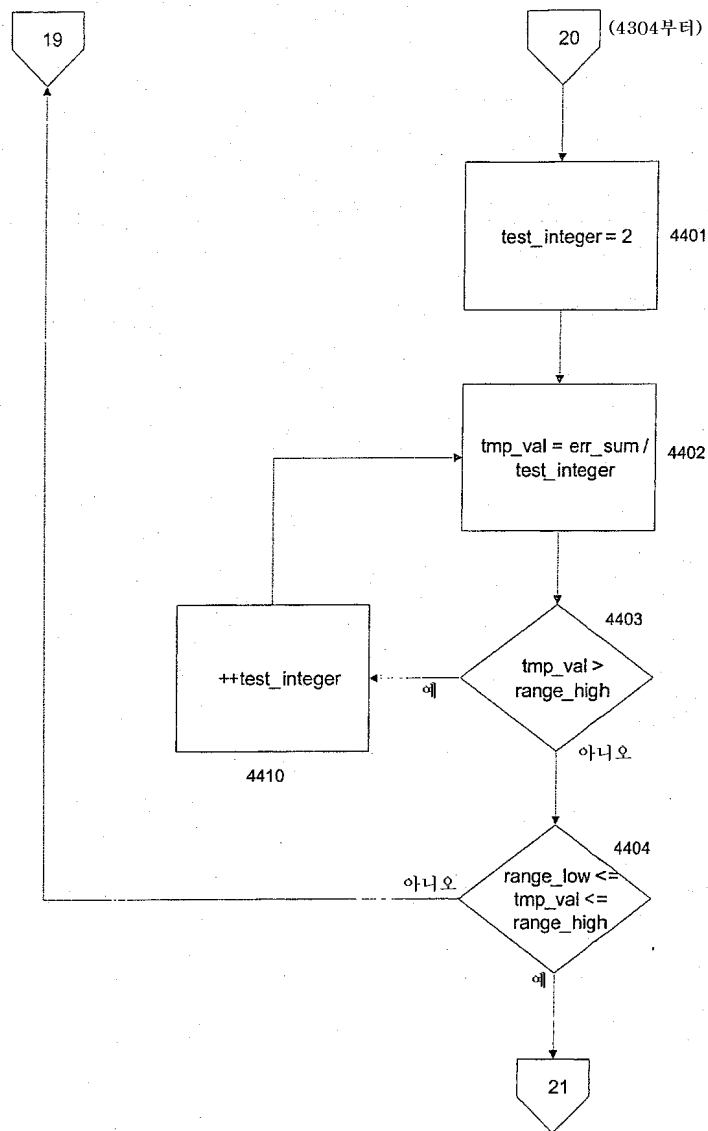 19
20
(4304부터)
test_integer = 2
4401
tmp_val = err_sum /
test_integer
4402
4403
tmp_val >
range_high
예
++test_integer
4410
아니오
4404
아니오
range_low <=
tmp_val <=
range_high
예
21